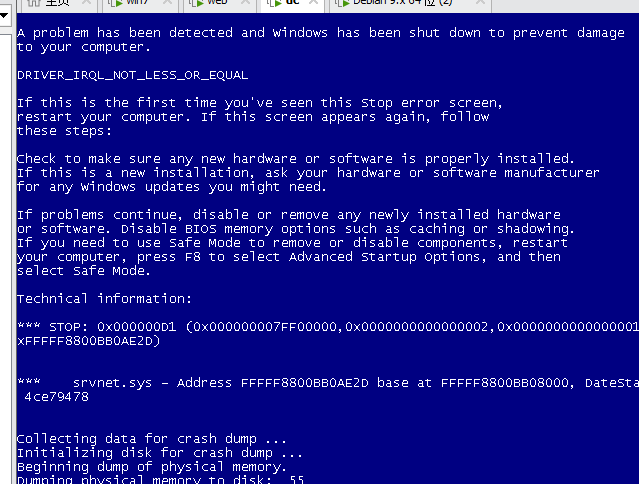 主页 win7 web dc Debian 9.x 64 位 (2)
A problem has been detected and Windows has been shut down to prevent damage
to your computer.
DRIVER_IRQL_NOT_LESS_OR_EQUAL
If this is the first time you've seen this Stop error screen,
restart your computer. If this screen appears again, follow
these steps:
Check to make sure any new hardware or software is properly installed.
If this is a new installation, ask your hardware or software manufacturer
for any Windows updates you might need.
If problems continue, disable or remove any newly installed hardware
or software. Disable BIOS memory options such as caching or shadowing.
If you need to use Safe Mode to remove or disable components, restart
your computer, press F8 to select Advanced Startup Options, and then
select Safe Mode.
Technical information:
*** STOP: 0x000000D1 (0x000000007FF00000,0x0000000000000002,0x0000000000000001
xFFFFF8800BB0AE2D)
*** srvnet.sys - Address FFFFF8800BB0AE2D base at FFFFF8800BB08000, DateSta
4ce79478
Collecting data for crash dump ...
Initializing disk for crash dump ...
Beginning dump of physical memory.
Dumping physical memory to disk: 55